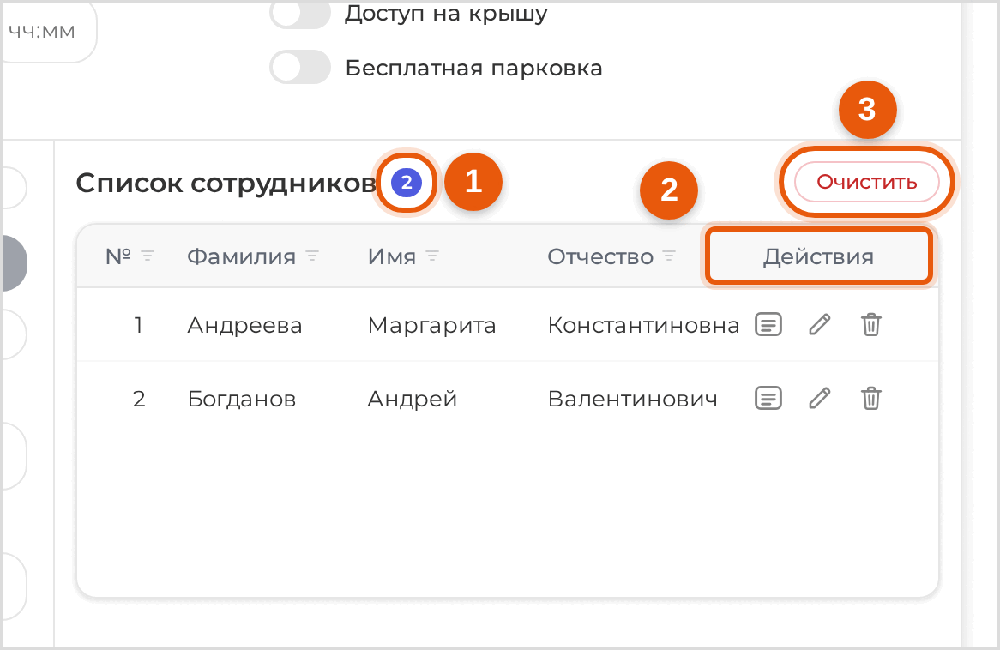 Доступ на крышу
чч:мм
Бесплатная парковка
3
Список сотрудников 2 1 2 Очистить
№ Фамилия Имя Отчество Действия
1 Андреева Маргарита Константиновна
2 Богданов Андрей Валентинович